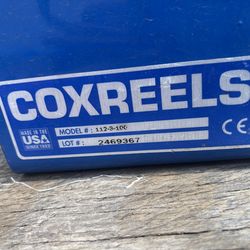 COXREELS
MADE IN THE
USA
SINCE 1923
MODEL # : 112-3-100
LOT # : 2469367
CE